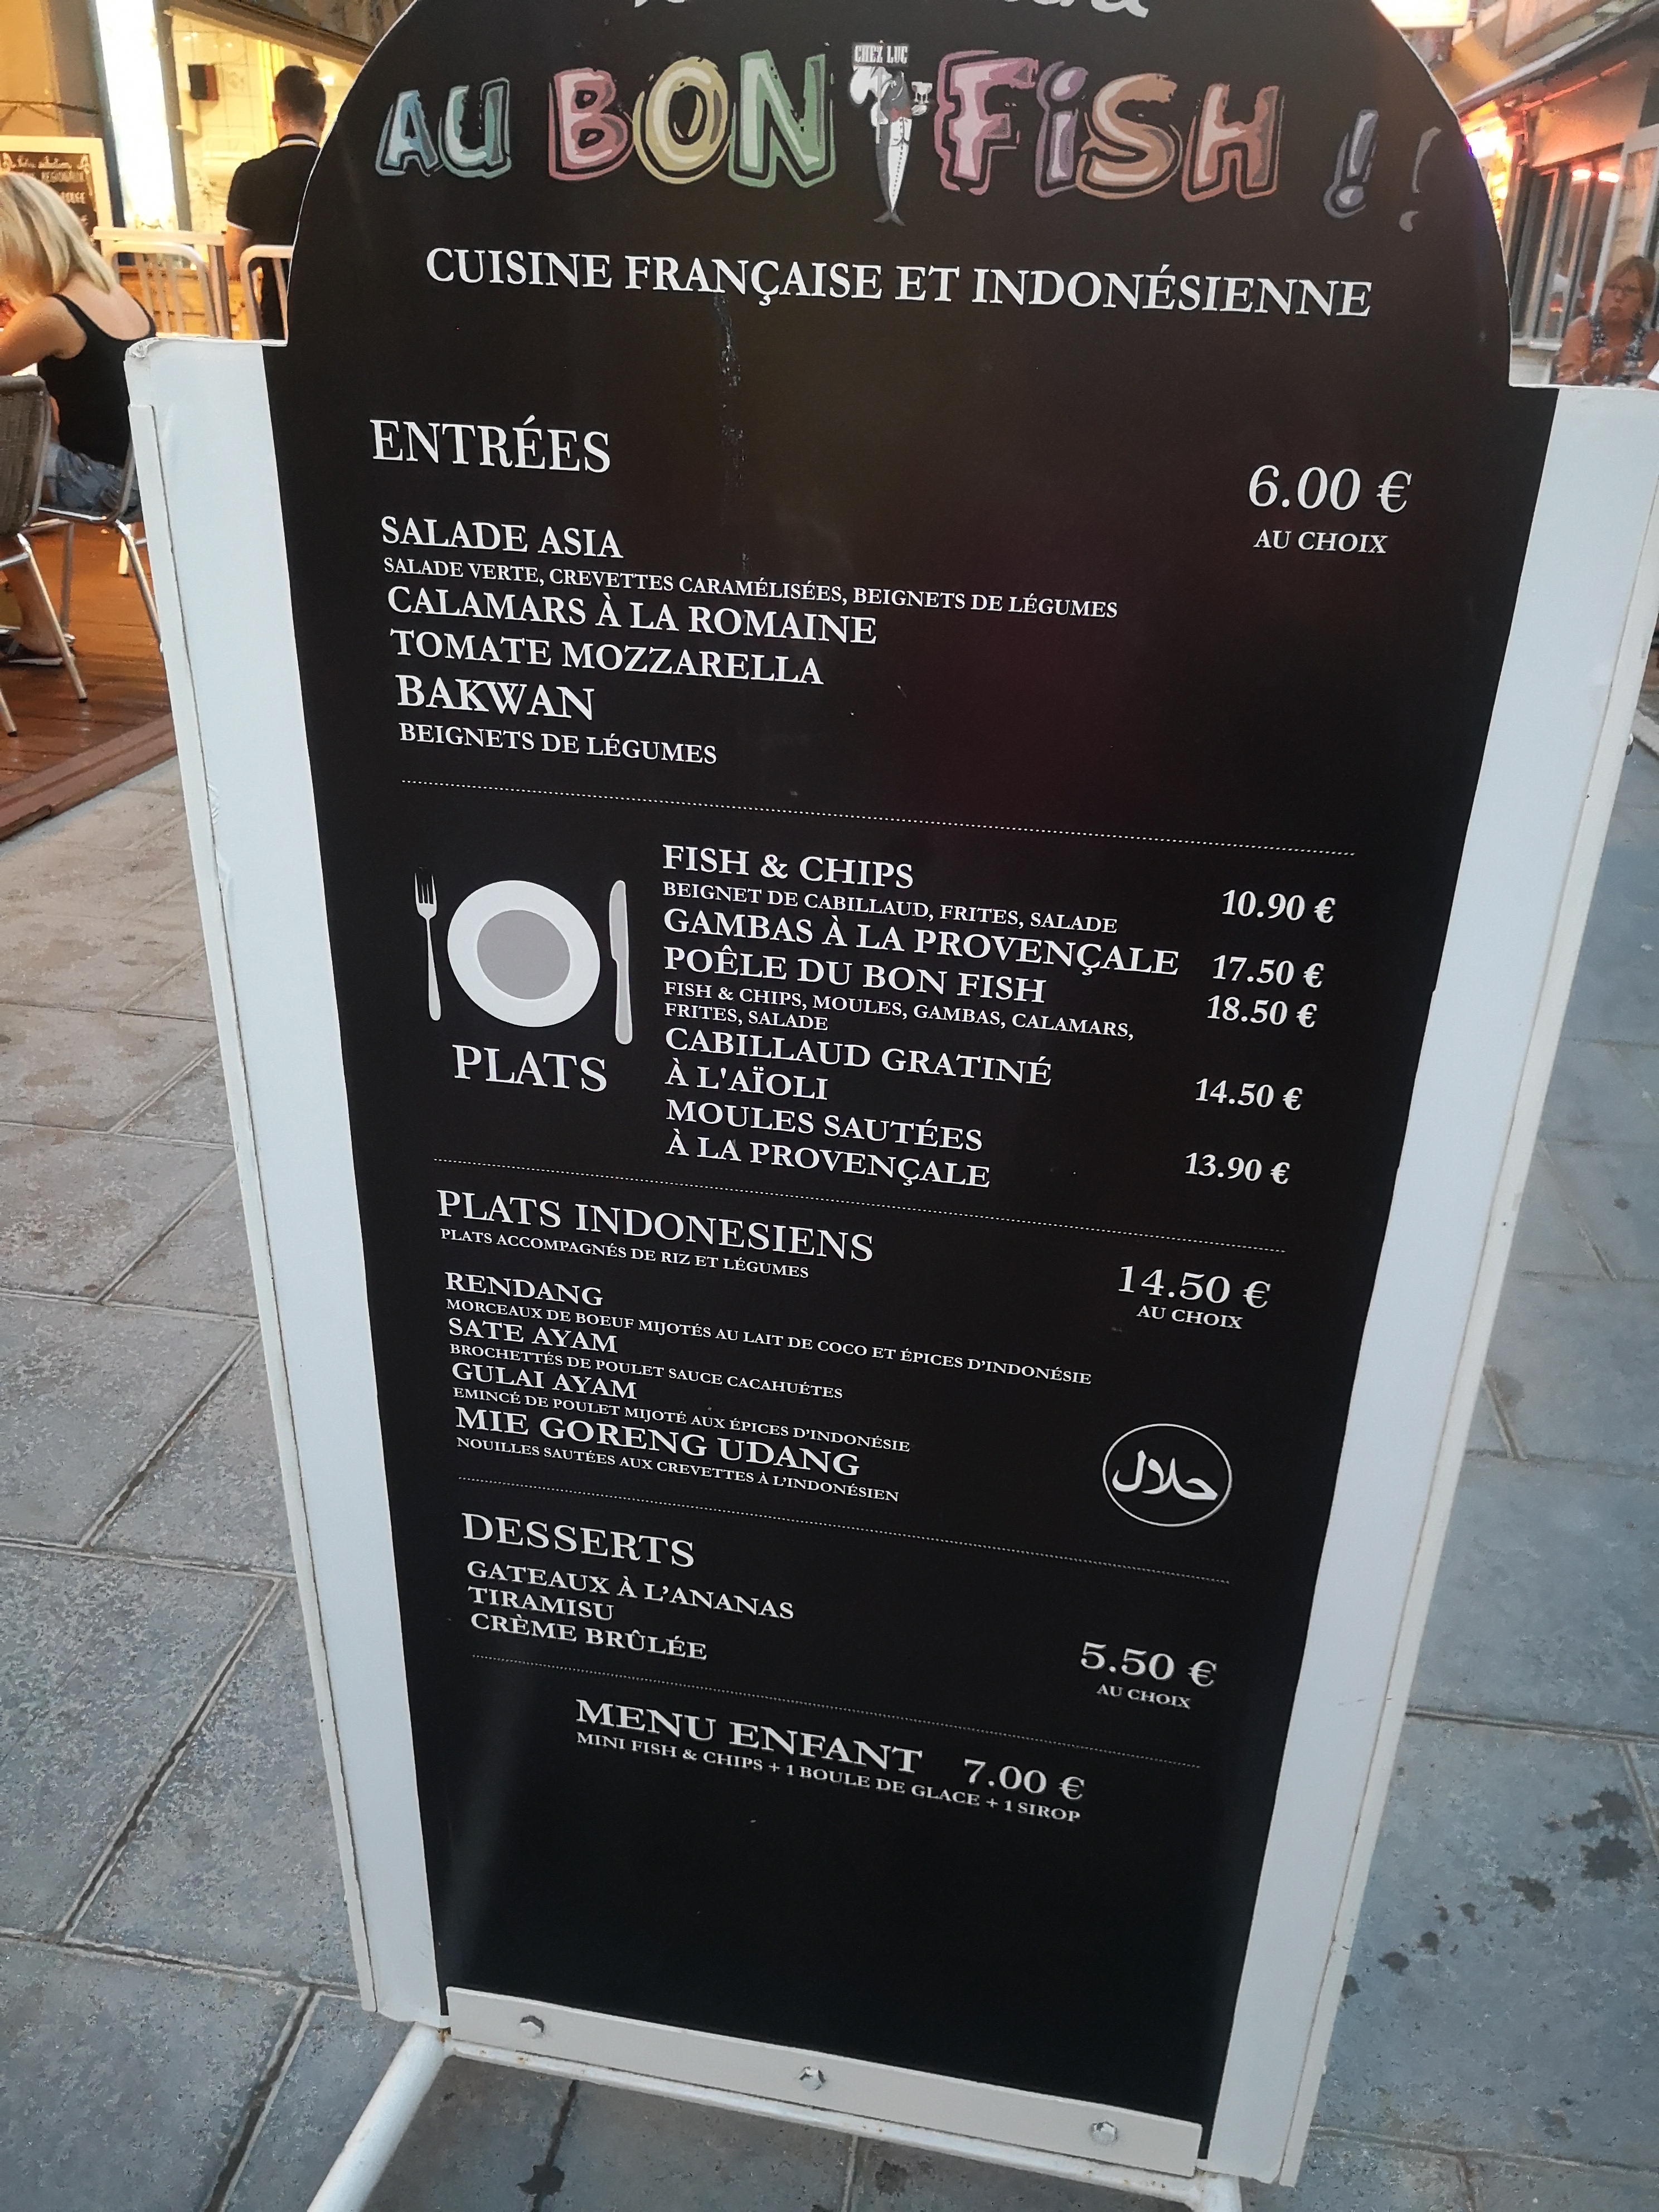 CHEZ LUC
AU BON FiSH !!
CUISINE FRANÇAISE ET INDONÉSIENNE
ENTRÉES
6.00 €
AU CHOIX
SALADE ASIA
SALADE VERTE, CREVETTES CARAMÉLISÉES, BEIGNETS DE LÉGUMES
CALAMARS À LA ROMAINE
TOMATE MOZZARELLA
BAKWAN
BEIGNETS DE LÉGUMES
PLATS
FISH & CHIPS 10.90 €
BEIGNET DE CABILLAUD, FRITES, SALADE
GAMBAS À LA PROVENÇALE 17.50 €
POÊLE DU BON FISH 18.50 €
FISH & CHIPS, MOULES, GAMBAS, CALAMARS,
FRITES, SALADE
CABILLAUD GRATINÉ
À L'AÏOLI 14.50 €
MOULES SAUTÉES
À LA PROVENÇALE 13.90 €
PLATS INDONESIENS
PLATS ACCOMPAGNÉS DE RIZ ET LÉGUMES
14.50 €
AU CHOIX
RENDANG
MORCEAUX DE BOEUF MIJOTÉS AU LAIT DE COCO ET ÉPICES D'INDONÉSIE
SATE AYAM
BROCHETTÉS DE POULET SAUCE CACAHUÉTES
GULAI AYAM
EMINCÉ DE POULET MIJOTÉ AUX ÉPICES D'INDONÉSIE
MIE GORENG UDANG
NOUILLES SAUTÉES AUX CREVETTES À L'INDONÉSIEN
حلال
DESSERTS
GATEAUX À L'ANANAS
TIRAMISU
CRÈME BRÛLÉE
5.50 €
AU CHOIX
MENU ENFANT 7.00 €
MINI FISH & CHIPS + 1 BOULE DE GLACE + 1 SIROP